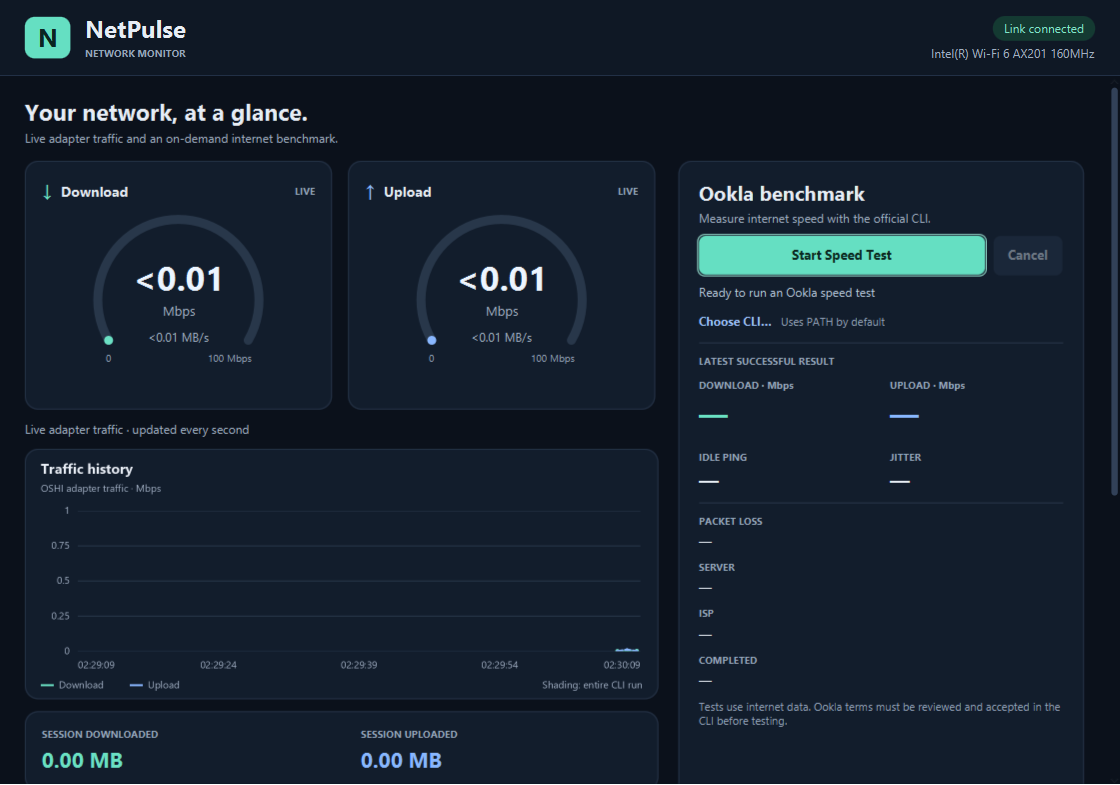 N
NetPulse
NETWORK MONITOR
Link connected
Intel(R) Wi-Fi 6 AX201 160MHz
Your network, at a glance.
Live adapter traffic and an on-demand internet benchmark.
↓ Download LIVE
<0.01
Mbps
<0.01 MB/s
0 100 Mbps
↑ Upload LIVE
<0.01
Mbps
<0.01 MB/s
0 100 Mbps
Live adapter traffic · updated every second
Traffic history
OSHI adapter traffic · Mbps
1
0.75
0.5
0.25
0
02:29:09 02:29:24 02:29:39 02:29:54 02:30:09
Download Upload Shading: entire CLI run
SESSION DOWNLOADED SESSION UPLOADED
0.00 MB 0.00 MB
Ookla benchmark
Measure internet speed with the official CLI.
Start Speed Test Cancel
Ready to run an Ookla speed test
Choose CLI... Uses PATH by default
LATEST SUCCESSFUL RESULT
DOWNLOAD · Mbps UPLOAD · Mbps
— —
IDLE PING JITTER
— —
PACKET LOSS
—
SERVER
—
ISP
—
COMPLETED
—
Tests use internet data. Ookla terms must be reviewed and accepted in the
CLI before testing.